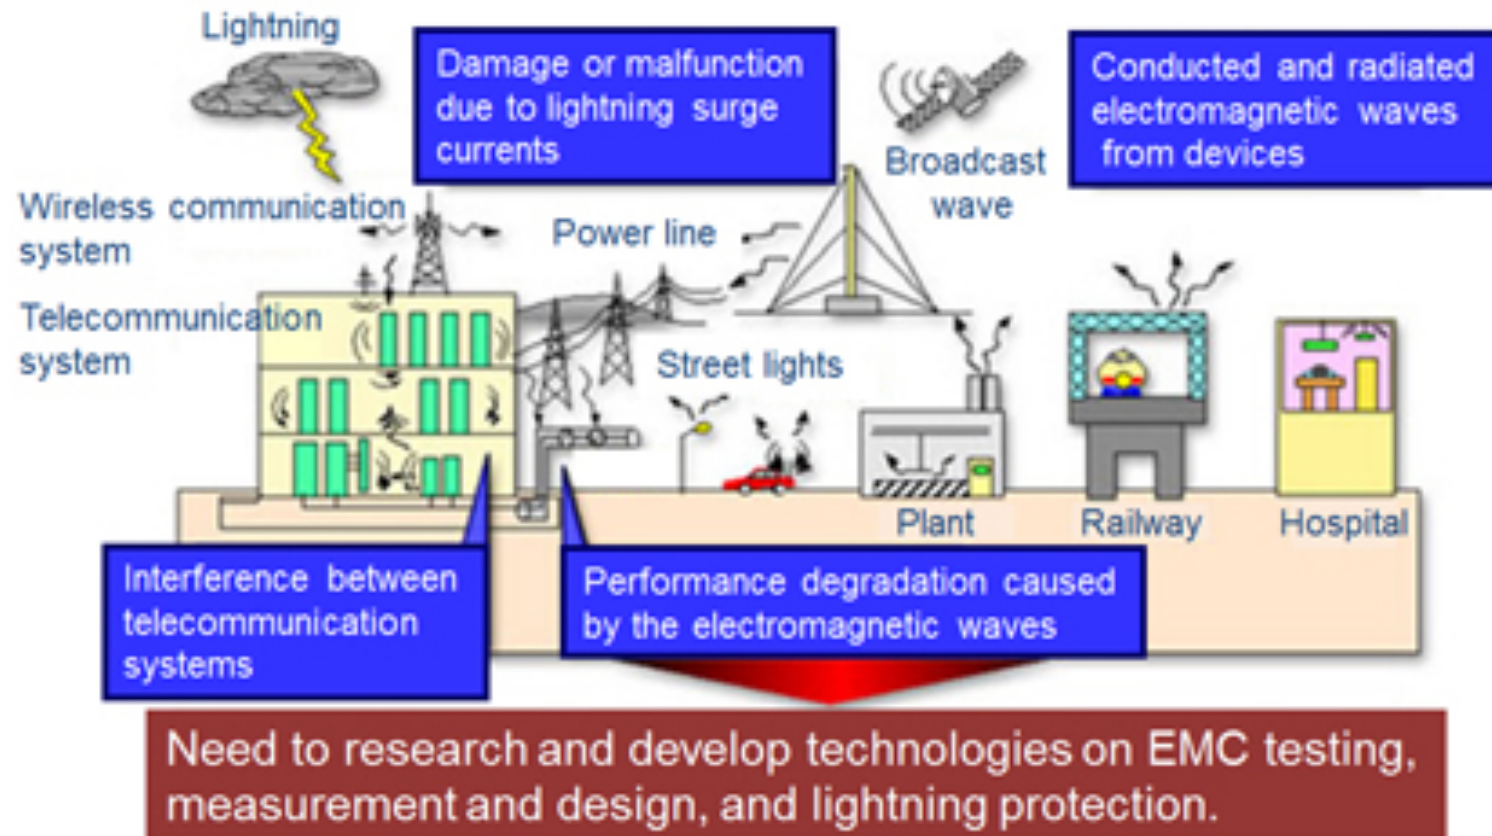 Lightning
Damage or malfunction
due to lightning surge
currents
Conducted and radiated
electromagnetic waves
from devices
Broadcast
wave
Wireless communication
system
Power line
Telecommunication
system
Street lights
Plant
Railway
Hospital
Interference between
telecommunication
systems
Performance degradation caused
by the electromagnetic waves
Need to research and develop technologies on EMC testing,
measurement and design, and lightning protection.